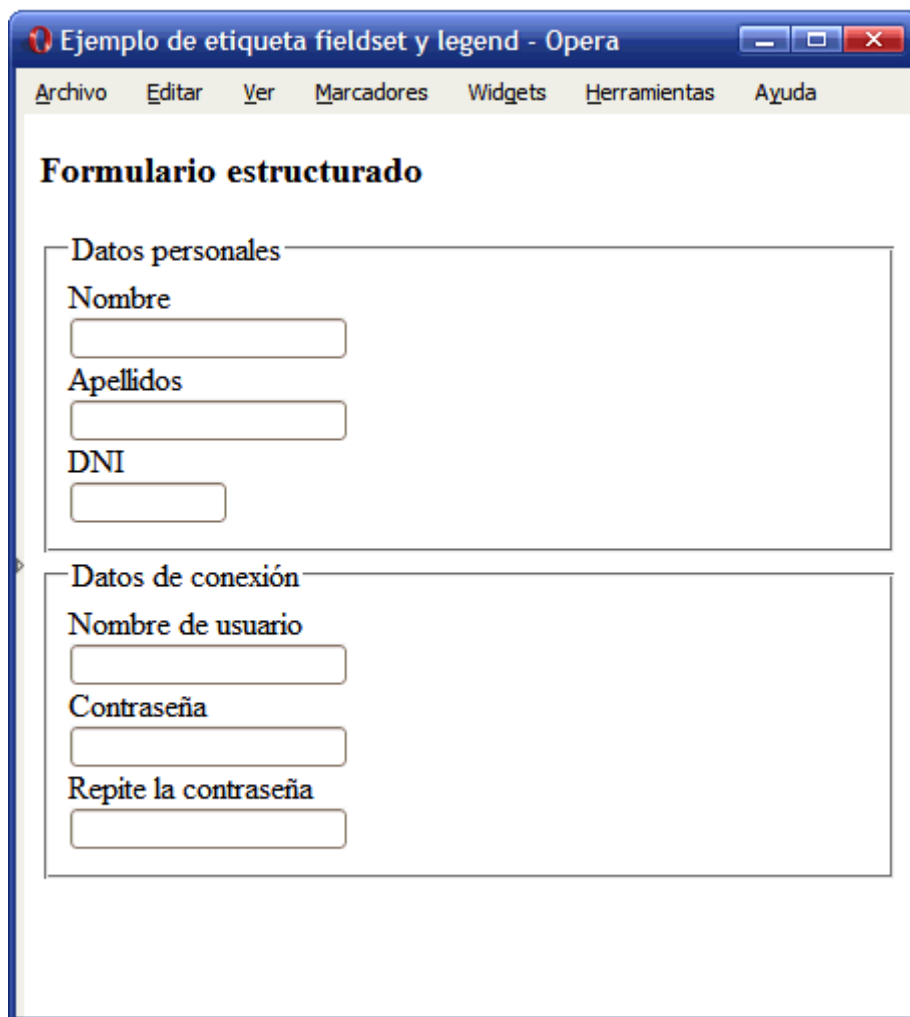 Ejemplo de etiqueta fieldset y legend - Opera
Archivo Editar Ver Marcadores Widgets Herramientas Ayuda
Formulario estructurado
Datos personales
Nombre
Apellidos
DNI
Datos de conexión
Nombre de usuario
Contraseña
Repite la contraseña